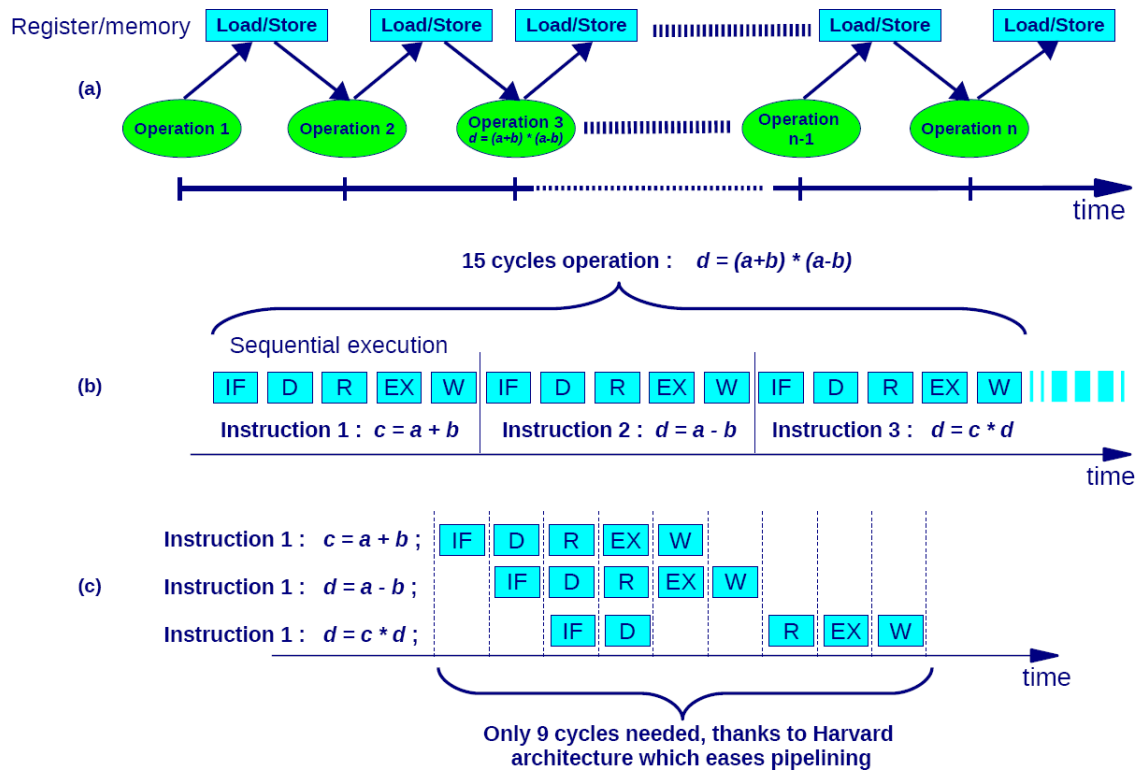 Register/memory Load/Store Load/Store Load/Store Load/Store Load/Store
(a)
Operation 1 Operation 2 Operation 3
d = (a+b) * (a-b)
Operation
n-1
Operation n
time
15 cycles operation : d = (a+b) * (a-b)
Sequential execution
(b)
IF D R EX W IF D R EX W IF D R EX W
Instruction 1 : c = a + b Instruction 2 : d = a - b Instruction 3 : d = c * d
time
(c)
Instruction 1 : c = a + b ; IF D R EX W
Instruction 1 : d = a - b ; IF D R EX W
Instruction 1 : d = c * d ; IF D R EX W
time
Only 9 cycles needed, thanks to Harvard
architecture which eases pipelining